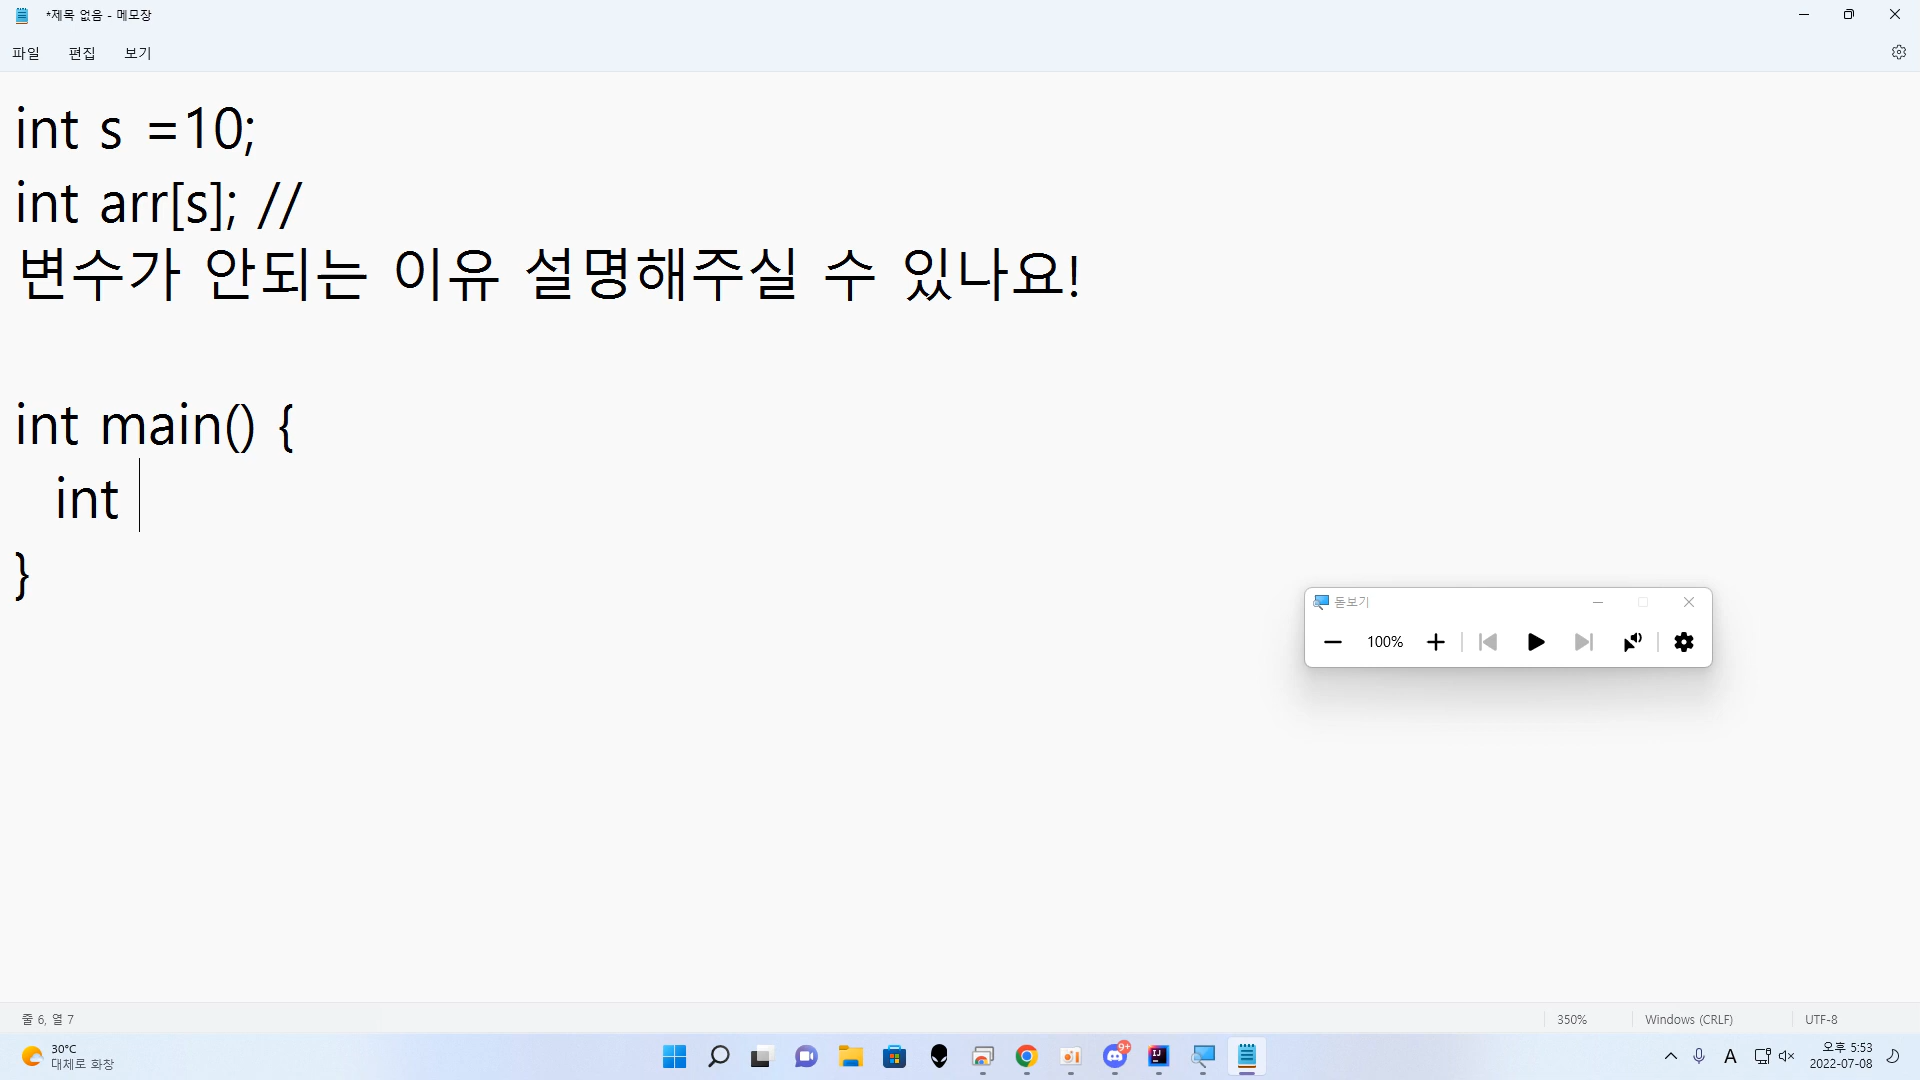 *제목 없음 - 메모장
파일 편집 보기
int s =10;
int arr[s]; //
변수가 안되는 이유 설명해주실 수 있나요!
int main() {
int
}
돋보기
100%
줄 6, 열 7
350%
Windows (CRLF)
UTF-8
30°C
대체로 화창
9+
IJ
A
오후 5:53
2022-07-08